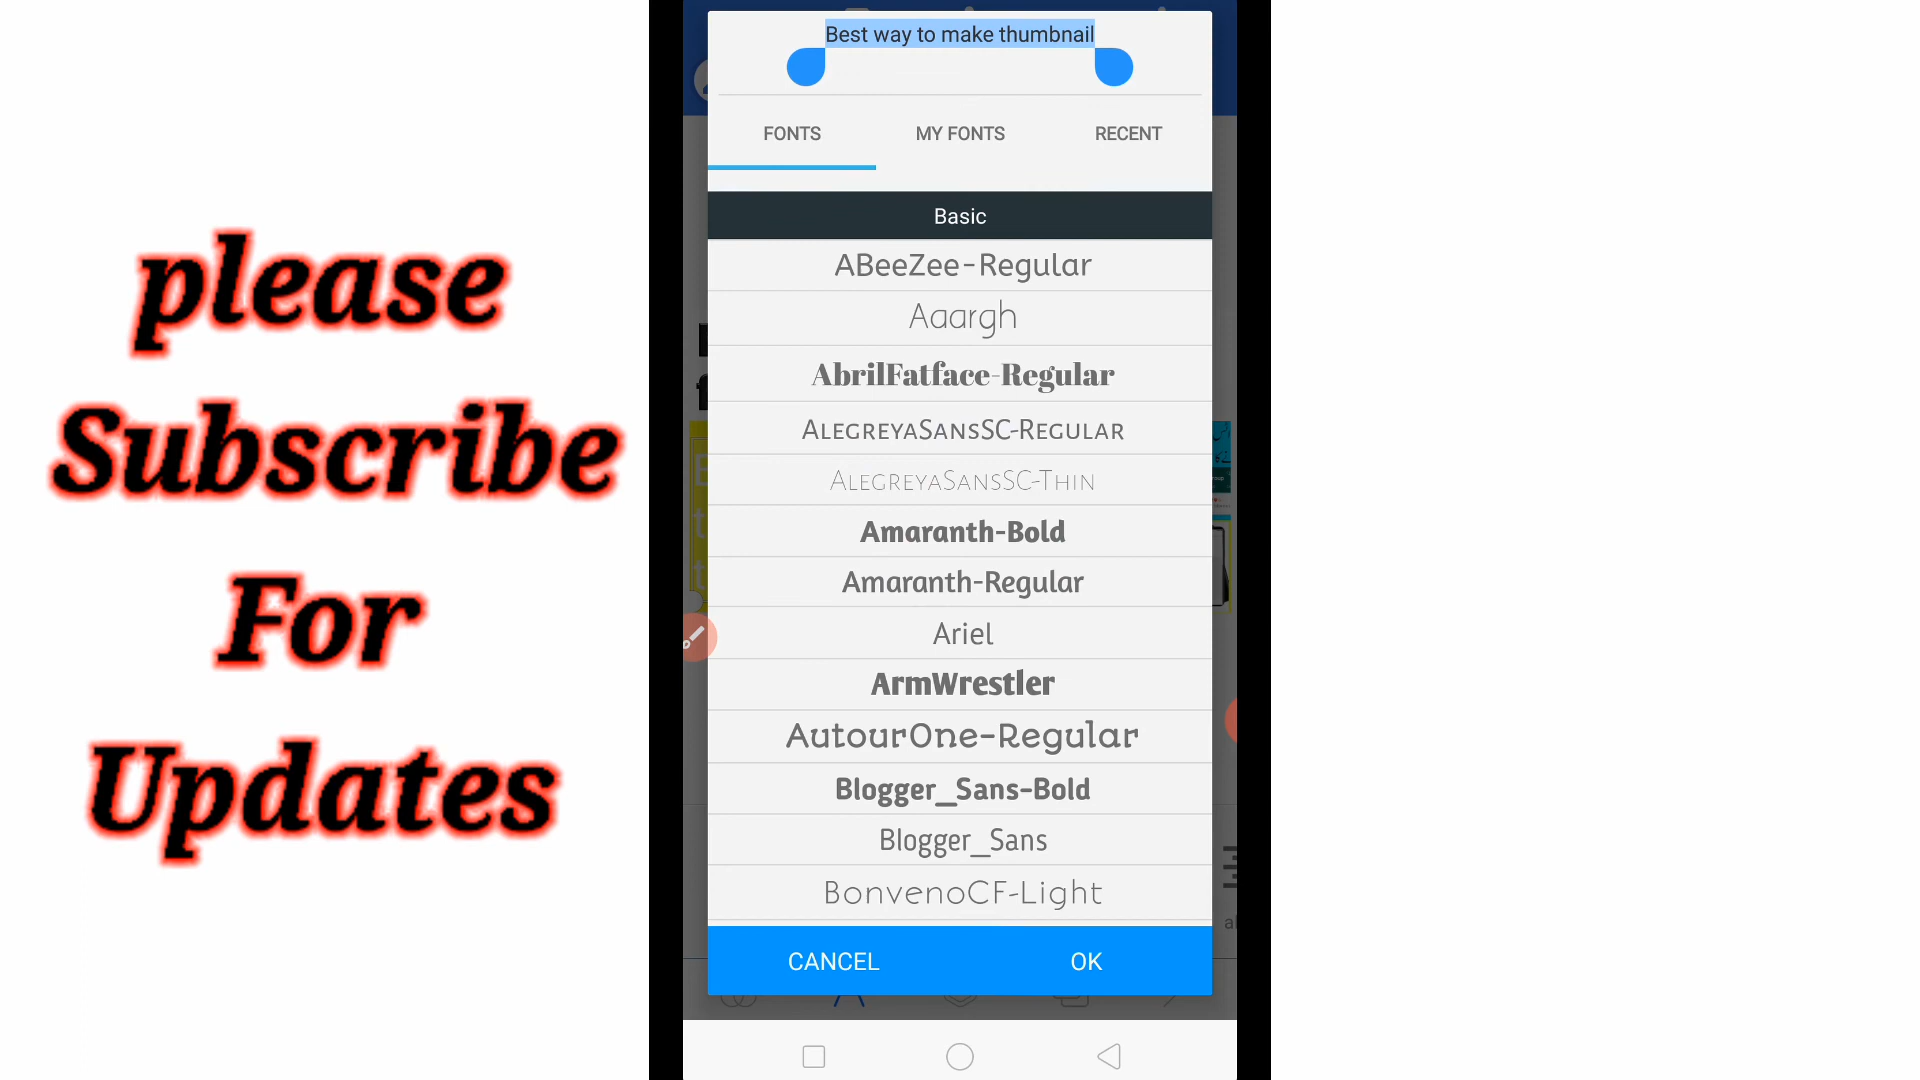 please
Subscribe
For
Updates
Best way to make thumbnail
FONTS
MY FONTS
RECENT
Basic
ABeeZee-Regular
Aaargh
AbrilFatface-Regular
AlegreyaSansSC-Regular
AlegreyaSansSC-Thin
Amaranth-Bold
Amaranth-Regular
Ariel
ArmWrestler
AutourOne-Regular
Blogger_Sans-Bold
Blogger_Sans
BonvenoCF-Light
CANCEL
OK